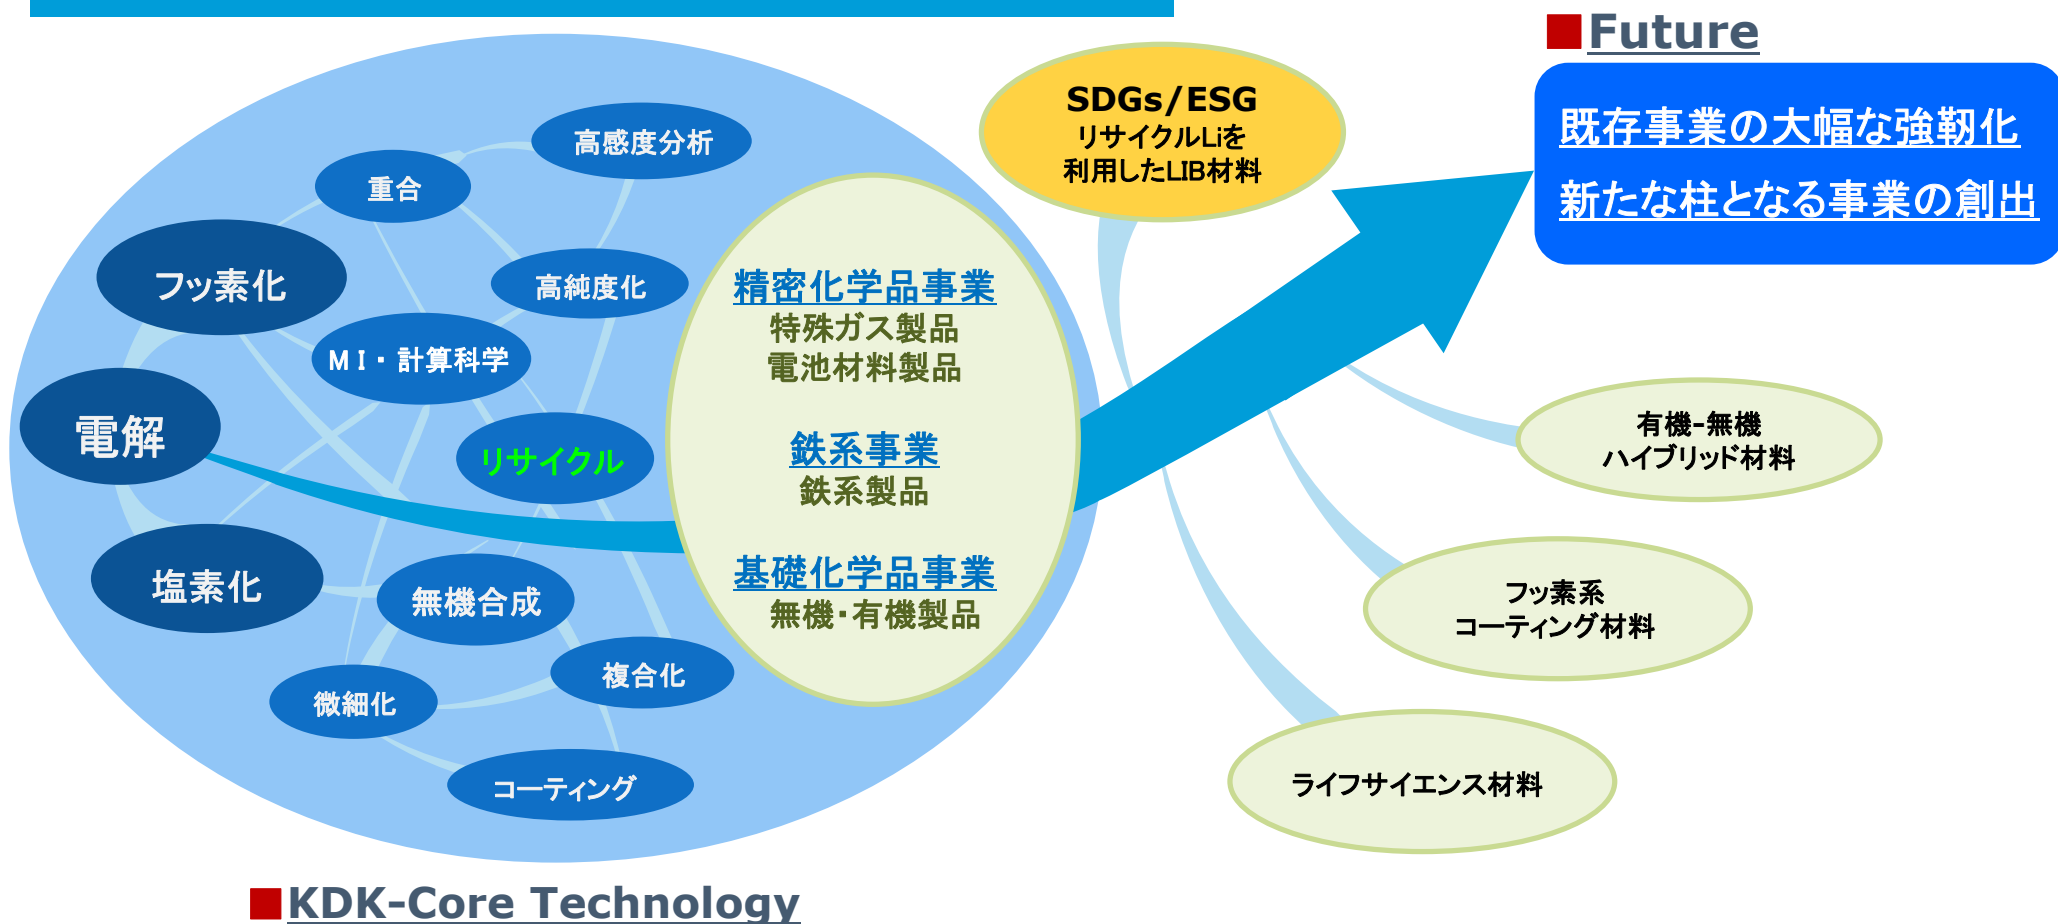 ■Future
既存事業の大幅な強靭化
新たな柱となる事業の創出
SDGs/ESG
リサイクルLiを
利用したLIB材料
高感度分析
重合
フッ素化
高純度化
MI・計算科学
電解
リサイクル
塩素化
無機合成
複合化
微細化
コーティング
精密化学品事業
特殊ガス製品
電池材料製品
鉄系事業
鉄系製品
基礎化学品事業
無機・有機製品
有機-無機
ハイブリッド材料
フッ素系
コーティング材料
ライフサイエンス材料
■KDK-Core Technology